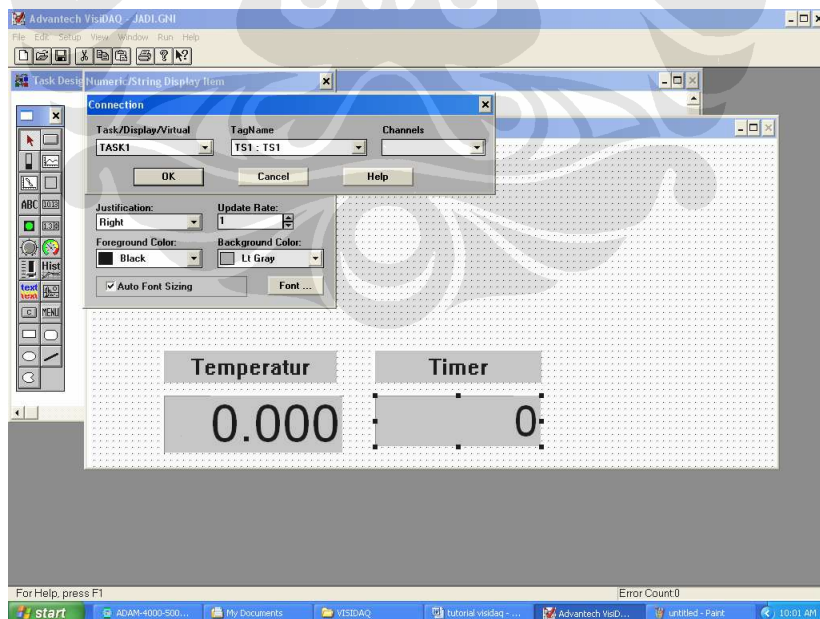 Advantech VisiDAQ - JADI.GNI
File Edit Setup View Window Run Help
Task Desig
Numeric/String Display Item
Connection
Task/Display/Virtual TagName Channels
TASK1 TS1 : TS1
OK Cancel Help
Justification: Update Rate:
Right 1
Foreground Color: Background Color:
Black Lt Gray
Auto Font Sizing Font ...
ABC
Hist
text
text
C MENU
Temperatur Timer
0.000 0
For Help, press F1 Error Count:0
start ADAM-4000-500... My Documents VISIDAQ tutorial visidaq - ... Advantech VisiD... untitled - Paint 10:01 AM